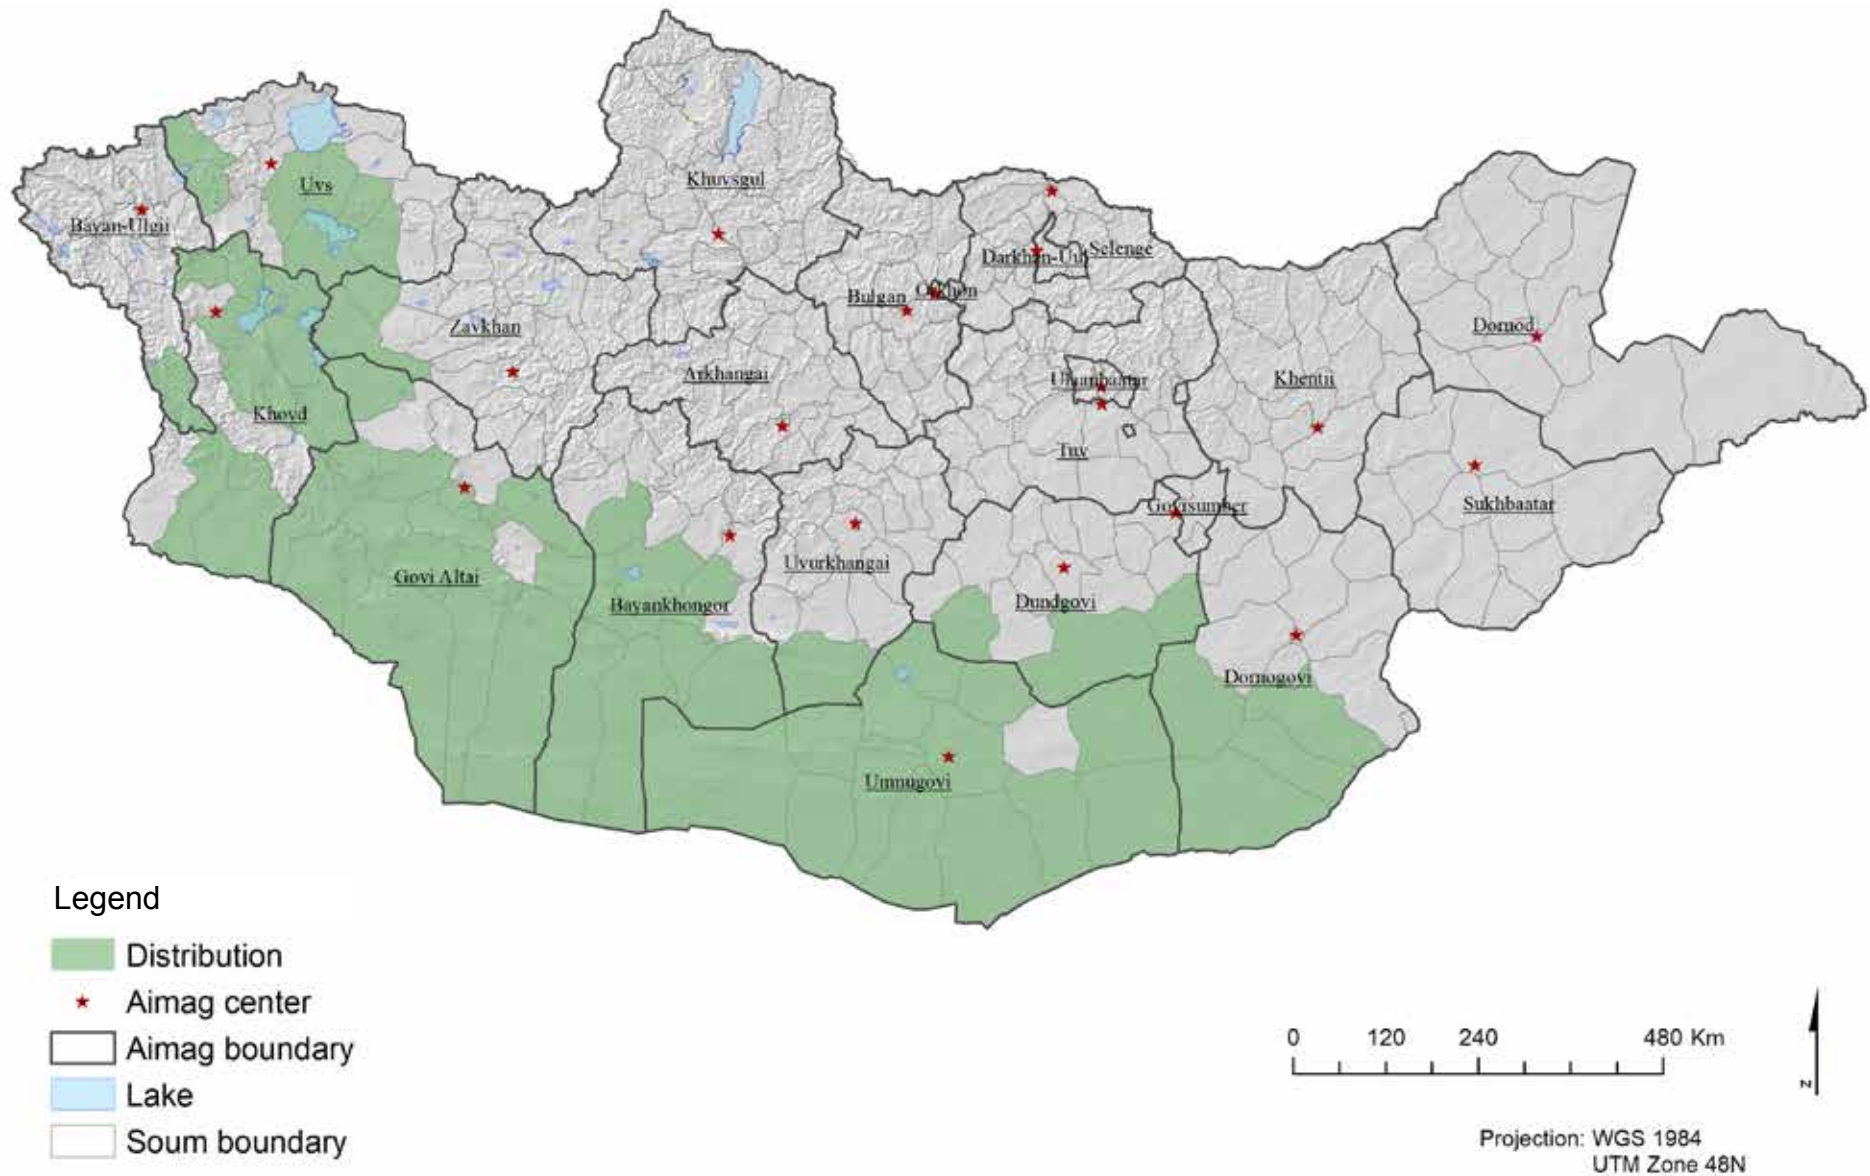 Khuvsgul
Uvs
Bayan-Ulgii
Darkhan-Uul
Selenge
Bulgan
Orkhon
Zavkhan
Dornod
Arkhangai
Ulaanbaatar
Khentii
Khovd
Tuv
Govisumber
Sukhbaatar
Uvurkhangai
Govi Altai
Bayankhongor
Dundgovi
Dornogovi
Umnugovi
Legend
Distribution
Aimag center
Aimag boundary
Lake
Soum boundary
0 120 240 480 Km
N
Projection: WGS 1984
UTM Zone 48N